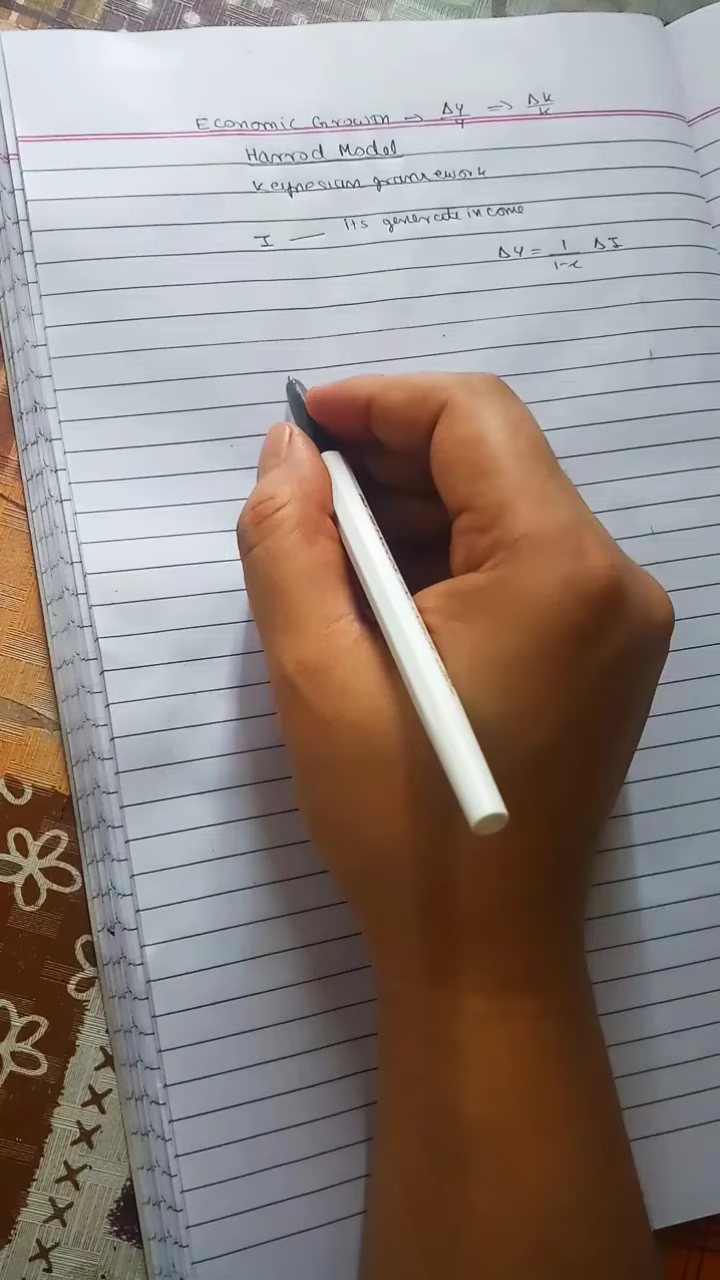 Economic Growth → ΔY/Y ⇒ ΔK/K
Harrod Model
Keynesian framework
I — its generate income
ΔY = 1/1-c ΔI